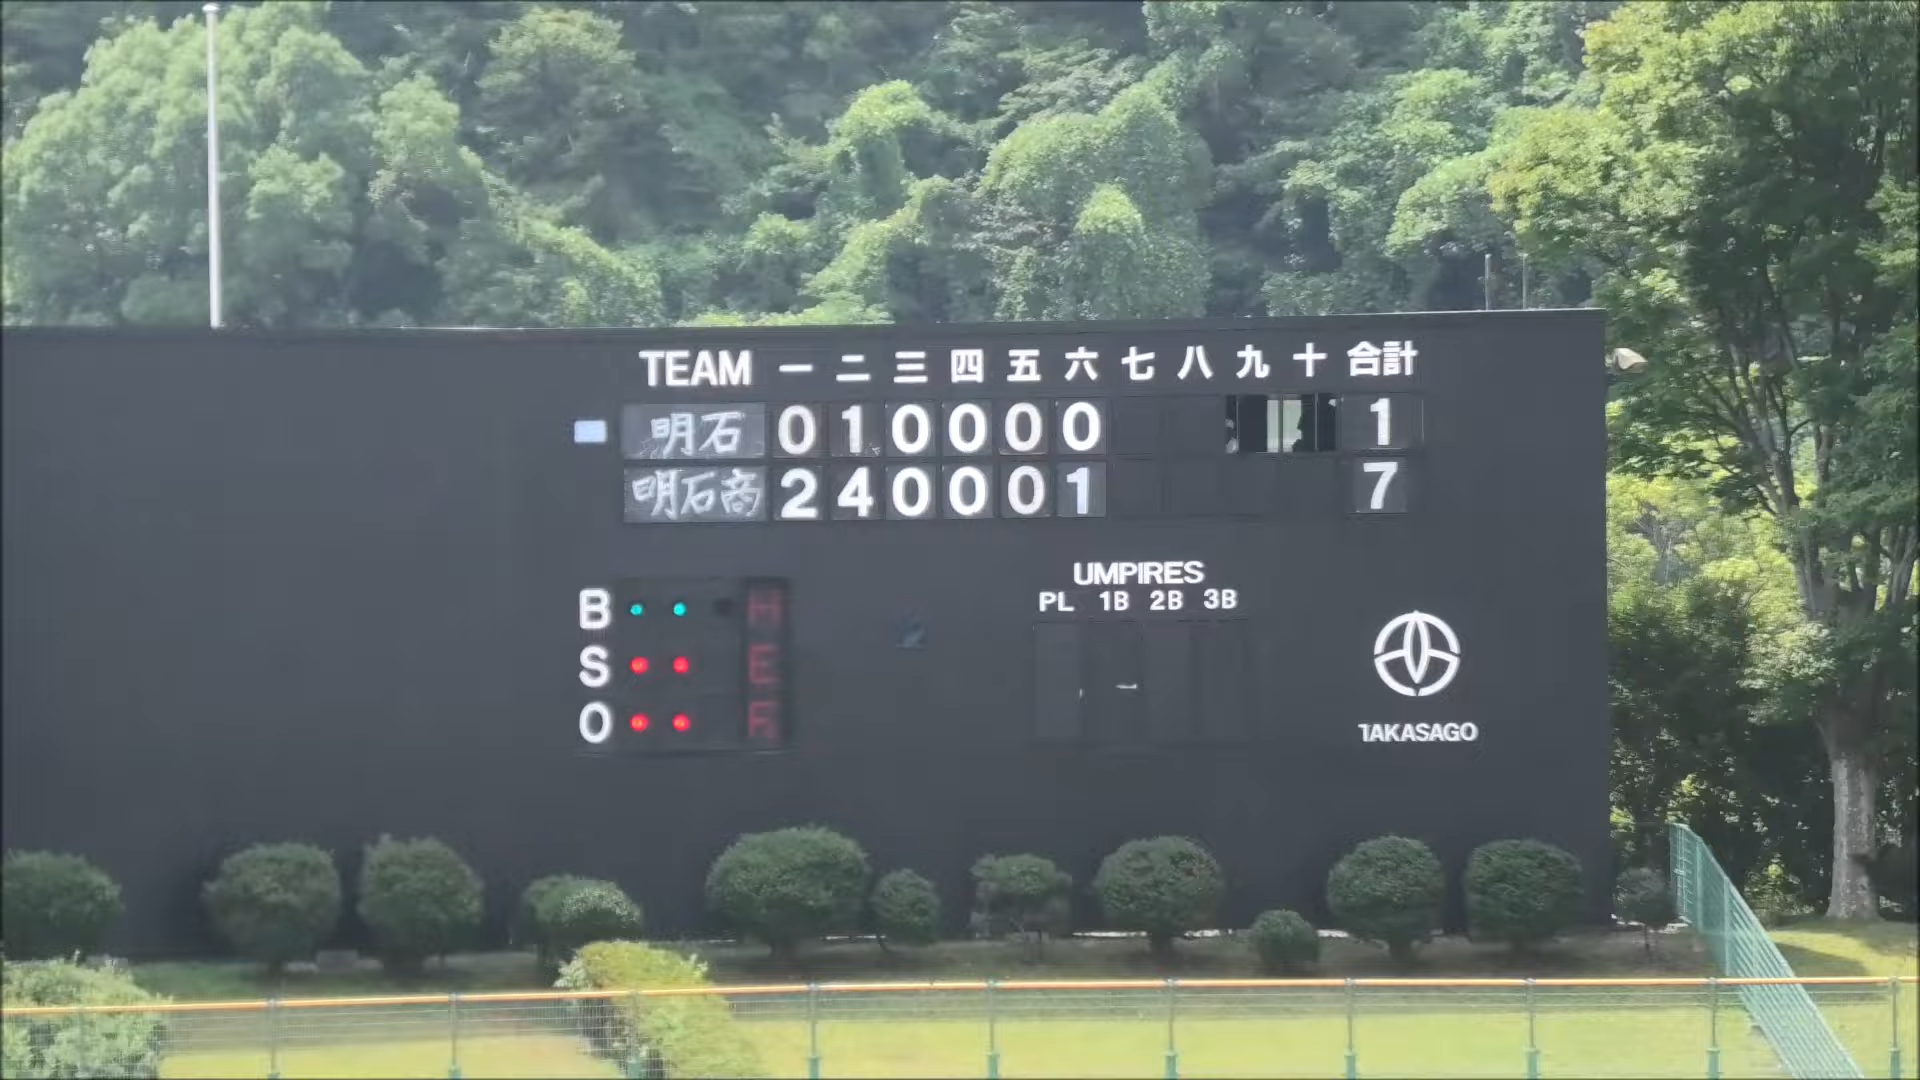 TEAM 一 二 三 四 五 六 七 八 九 十 合計
明石 0 1 0 0 0 0 1
明石商 2 4 0 0 0 1 7
UMPIRES
PL 1B 2B 3B
B H
S E
O F
TAKASAGO